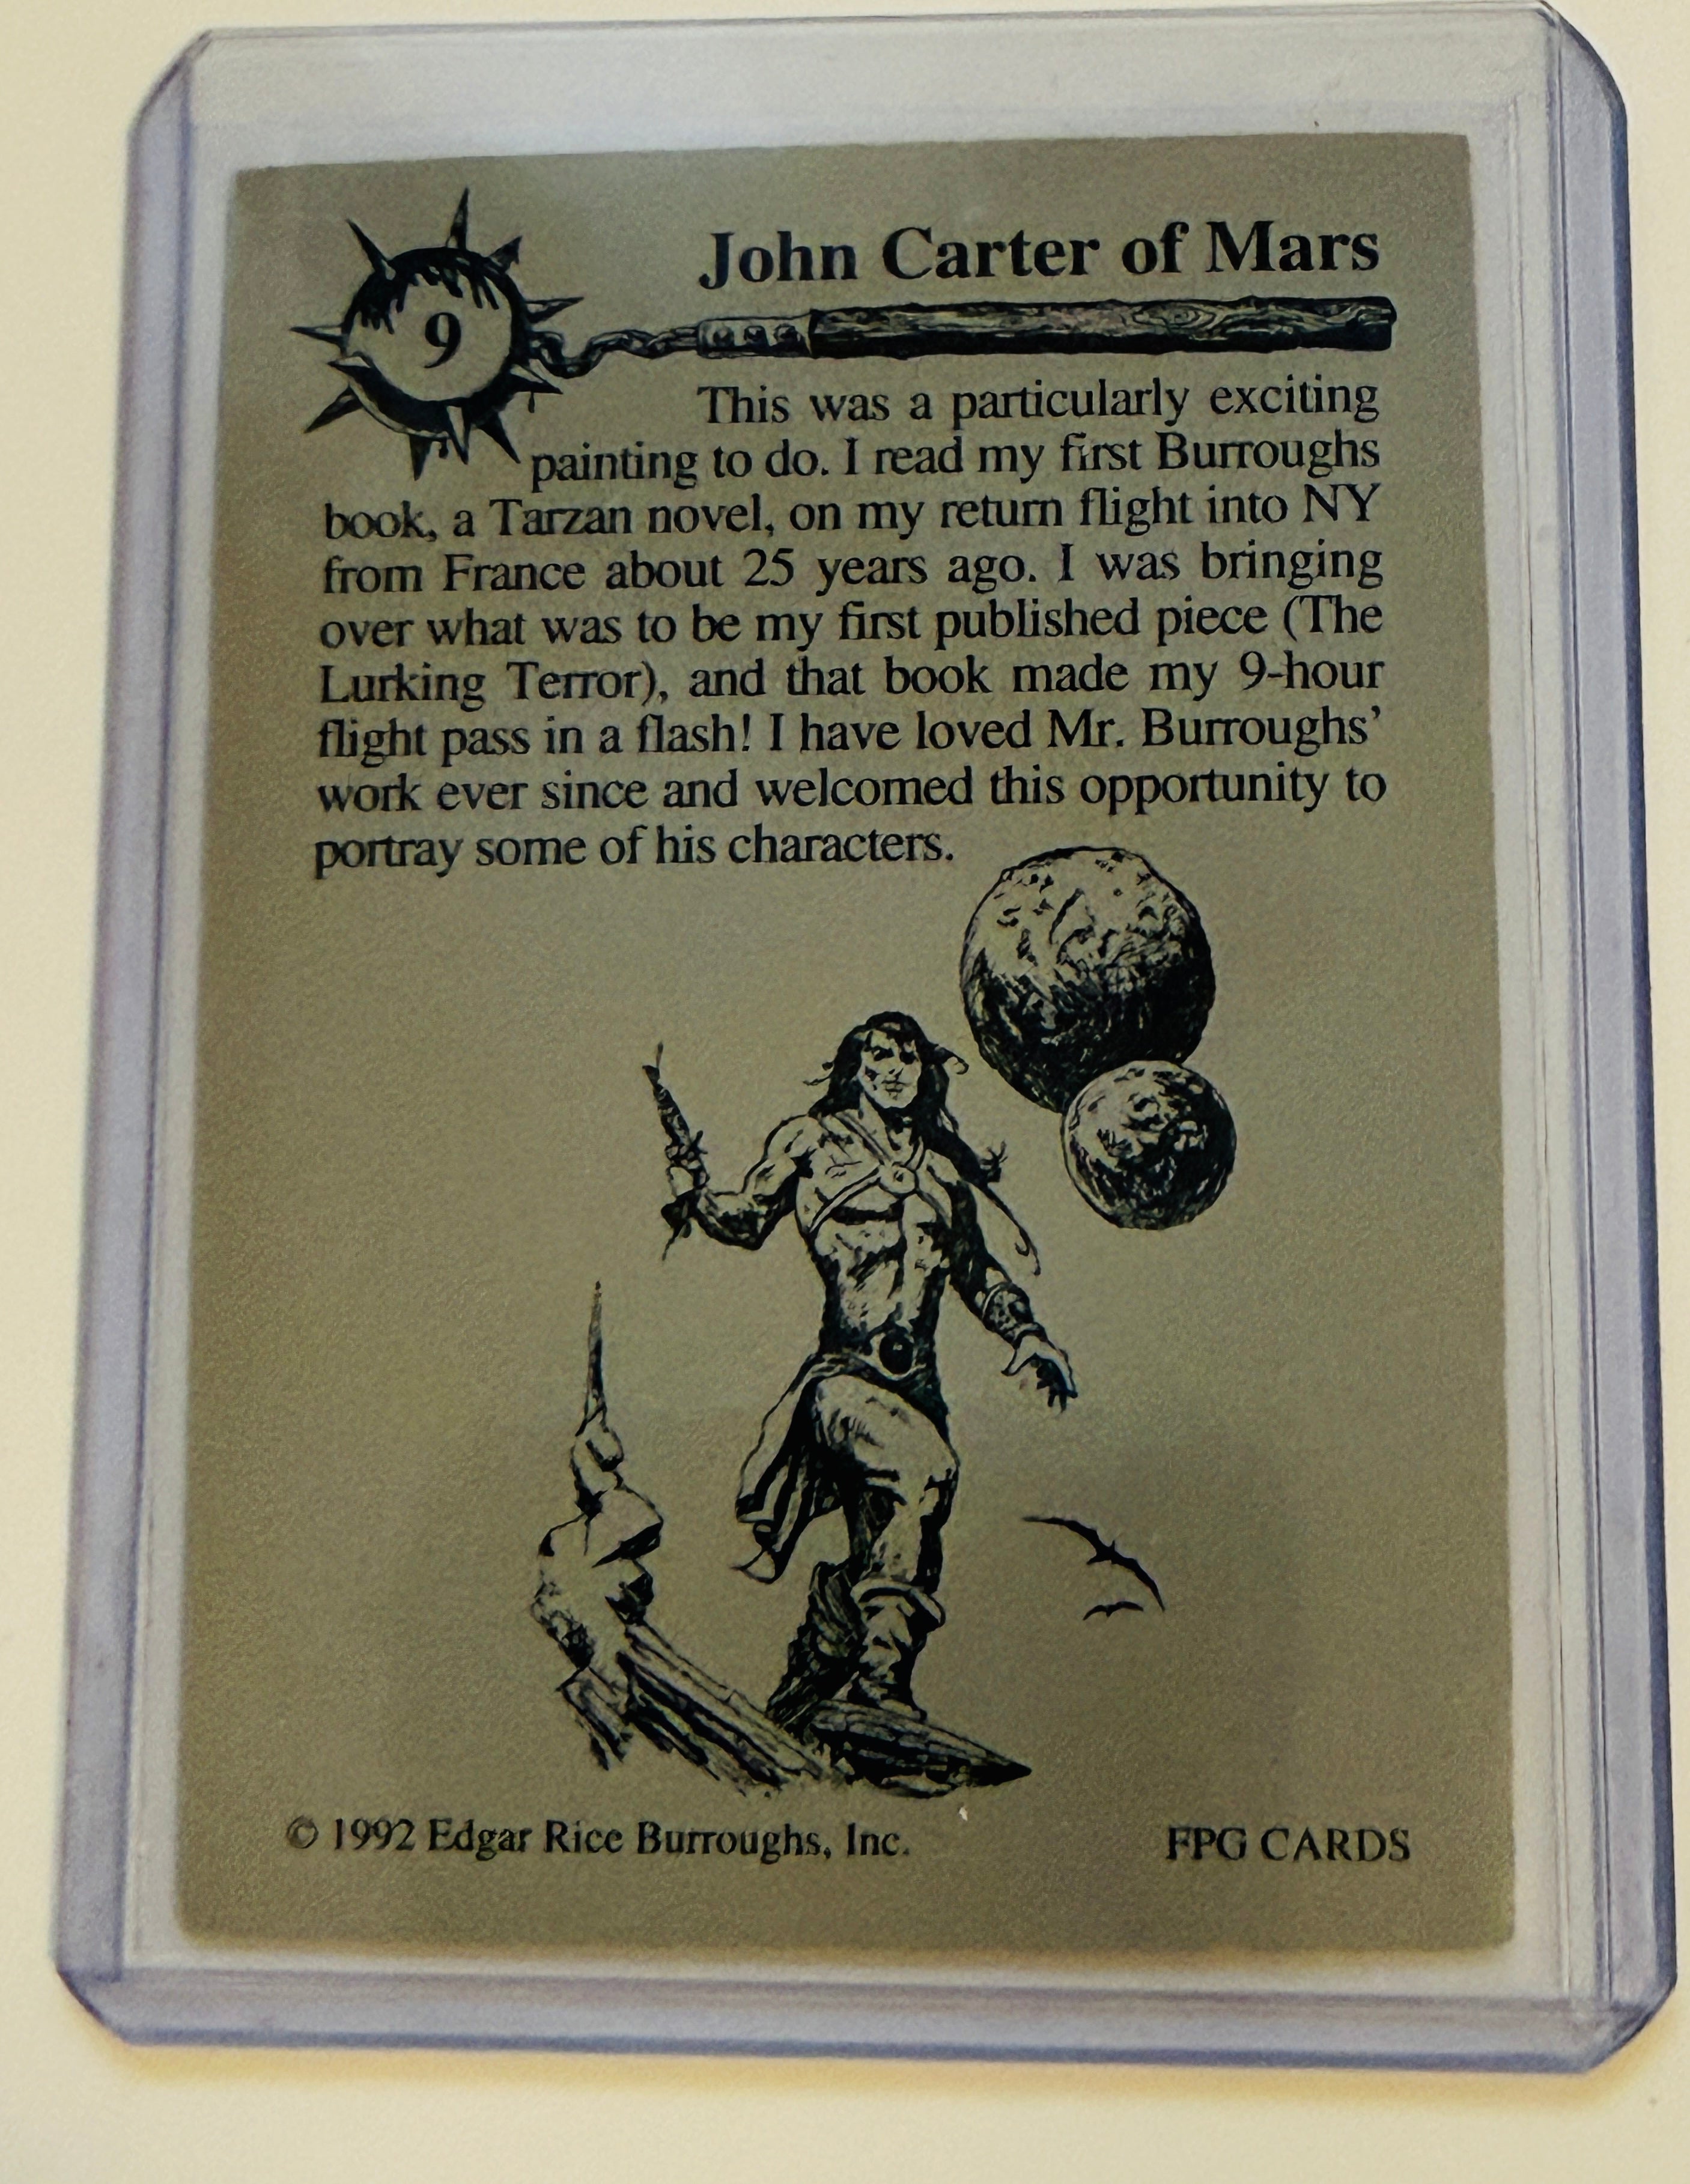 John Carter of Mars
9
This was a particularly exciting
painting to do. I read my first Burroughs
book, a Tarzan novel, on my return flight into NY
from France about 25 years ago. I was bringing
over what was to be my first published piece (The
Lurking Terror), and that book made my 9-hour
flight pass in a flash! I have loved Mr. Burroughs’
work ever since and welcomed this opportunity to
portray some of his characters.
© 1992 Edgar Rice Burroughs, Inc.
FPG CARDS